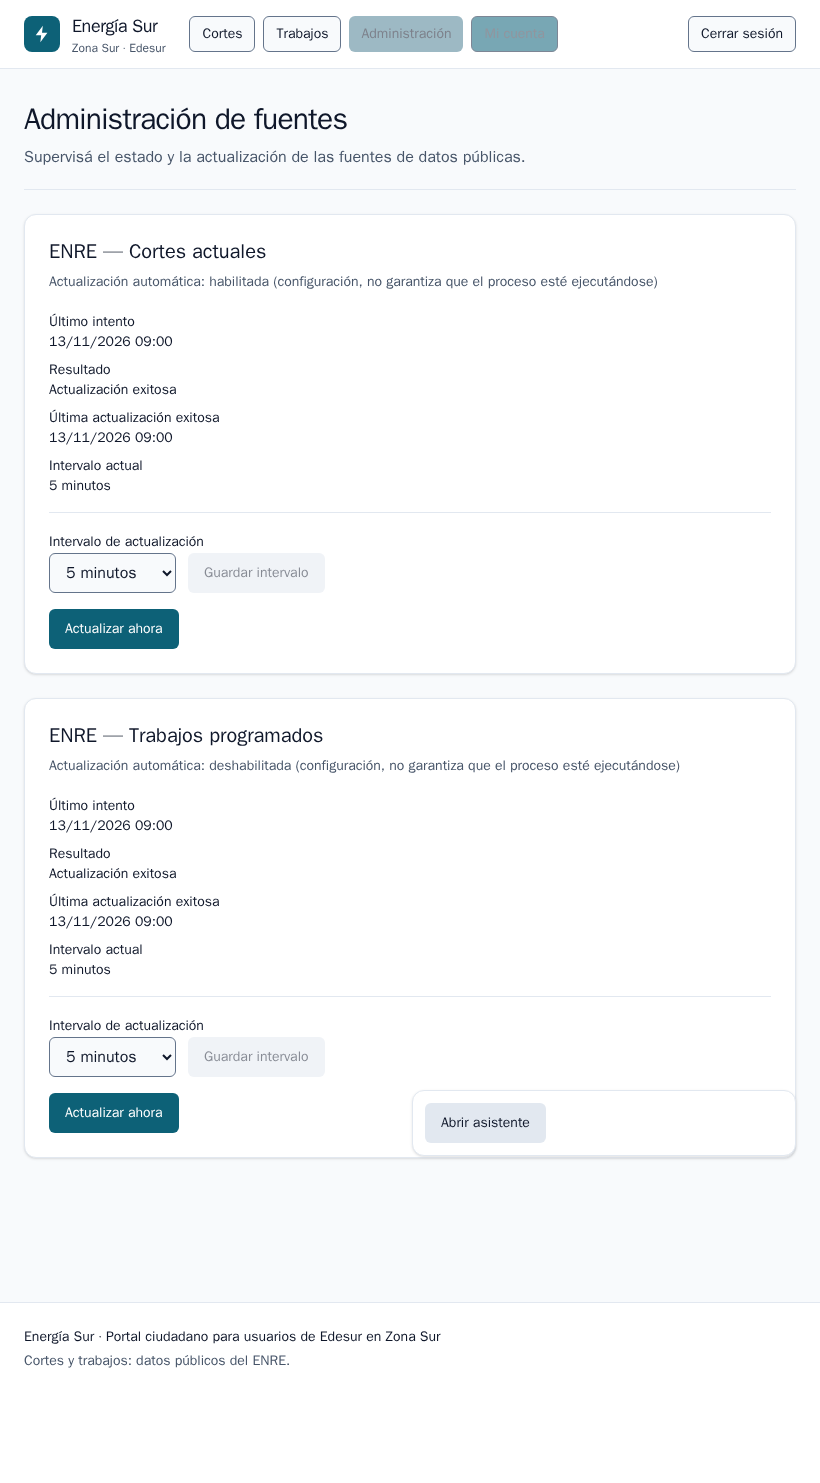 Energía Sur
Zona Sur · Edesur
Cortes
Trabajos
Administración
Mi cuenta
Cerrar sesión
Administración de fuentes
Supervisá el estado y la actualización de las fuentes de datos públicas.
ENRE — Cortes actuales
Actualización automática: habilitada (configuración, no garantiza que el proceso esté ejecutándose)
Último intento
13/11/2026 09:00
Resultado
Actualización exitosa
Última actualización exitosa
13/11/2026 09:00
Intervalo actual
5 minutos
Intervalo de actualización
5 minutos
Guardar intervalo
Actualizar ahora
ENRE — Trabajos programados
Actualización automática: deshabilitada (configuración, no garantiza que el proceso esté ejecutándose)
Último intento
13/11/2026 09:00
Resultado
Actualización exitosa
Última actualización exitosa
13/11/2026 09:00
Intervalo actual
5 minutos
Intervalo de actualización
5 minutos
Guardar intervalo
Actualizar ahora
Abrir asistente
Energía Sur · Portal ciudadano para usuarios de Edesur en Zona Sur
Cortes y trabajos: datos públicos del ENRE.